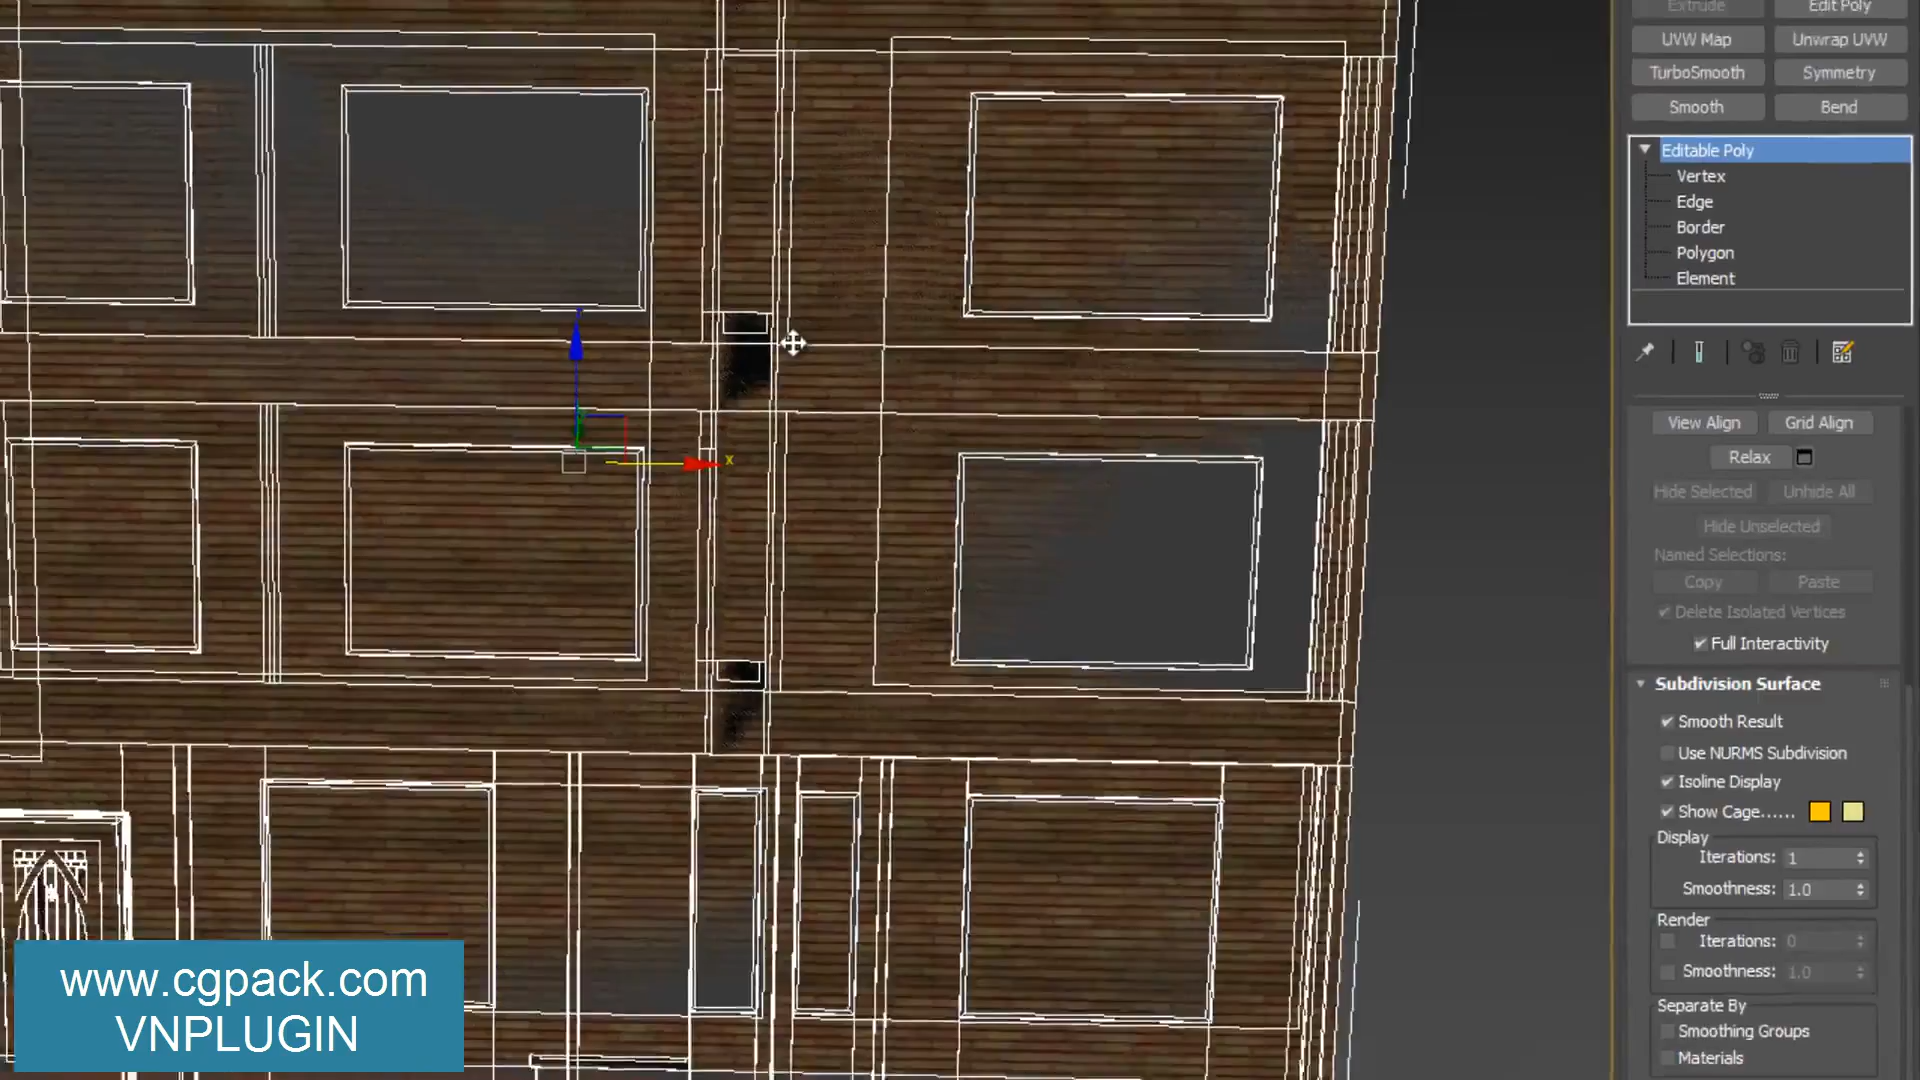 Extrude
Edit Poly
UVW Map
Unwrap UVW
TurboSmooth
Symmetry
Smooth
Bend
Editable Poly
Vertex
Edge
Border
Polygon
Element
View Align
Grid Align
Relax
Hide Selected
Unhide All
Hide Unselected
Named Selections:
Copy
Paste
Delete Isolated Vertices
Full Interactivity
Subdivision Surface
Smooth Result
Use NURMS Subdivision
Isoline Display
Show Cage......
Display
Iterations: 1
Smoothness: 1.0
Render
Iterations: 0
Smoothness: 1.0
Separate By
Smoothing Groups
Materials
x
www.cgpack.com
VNPLUGIN